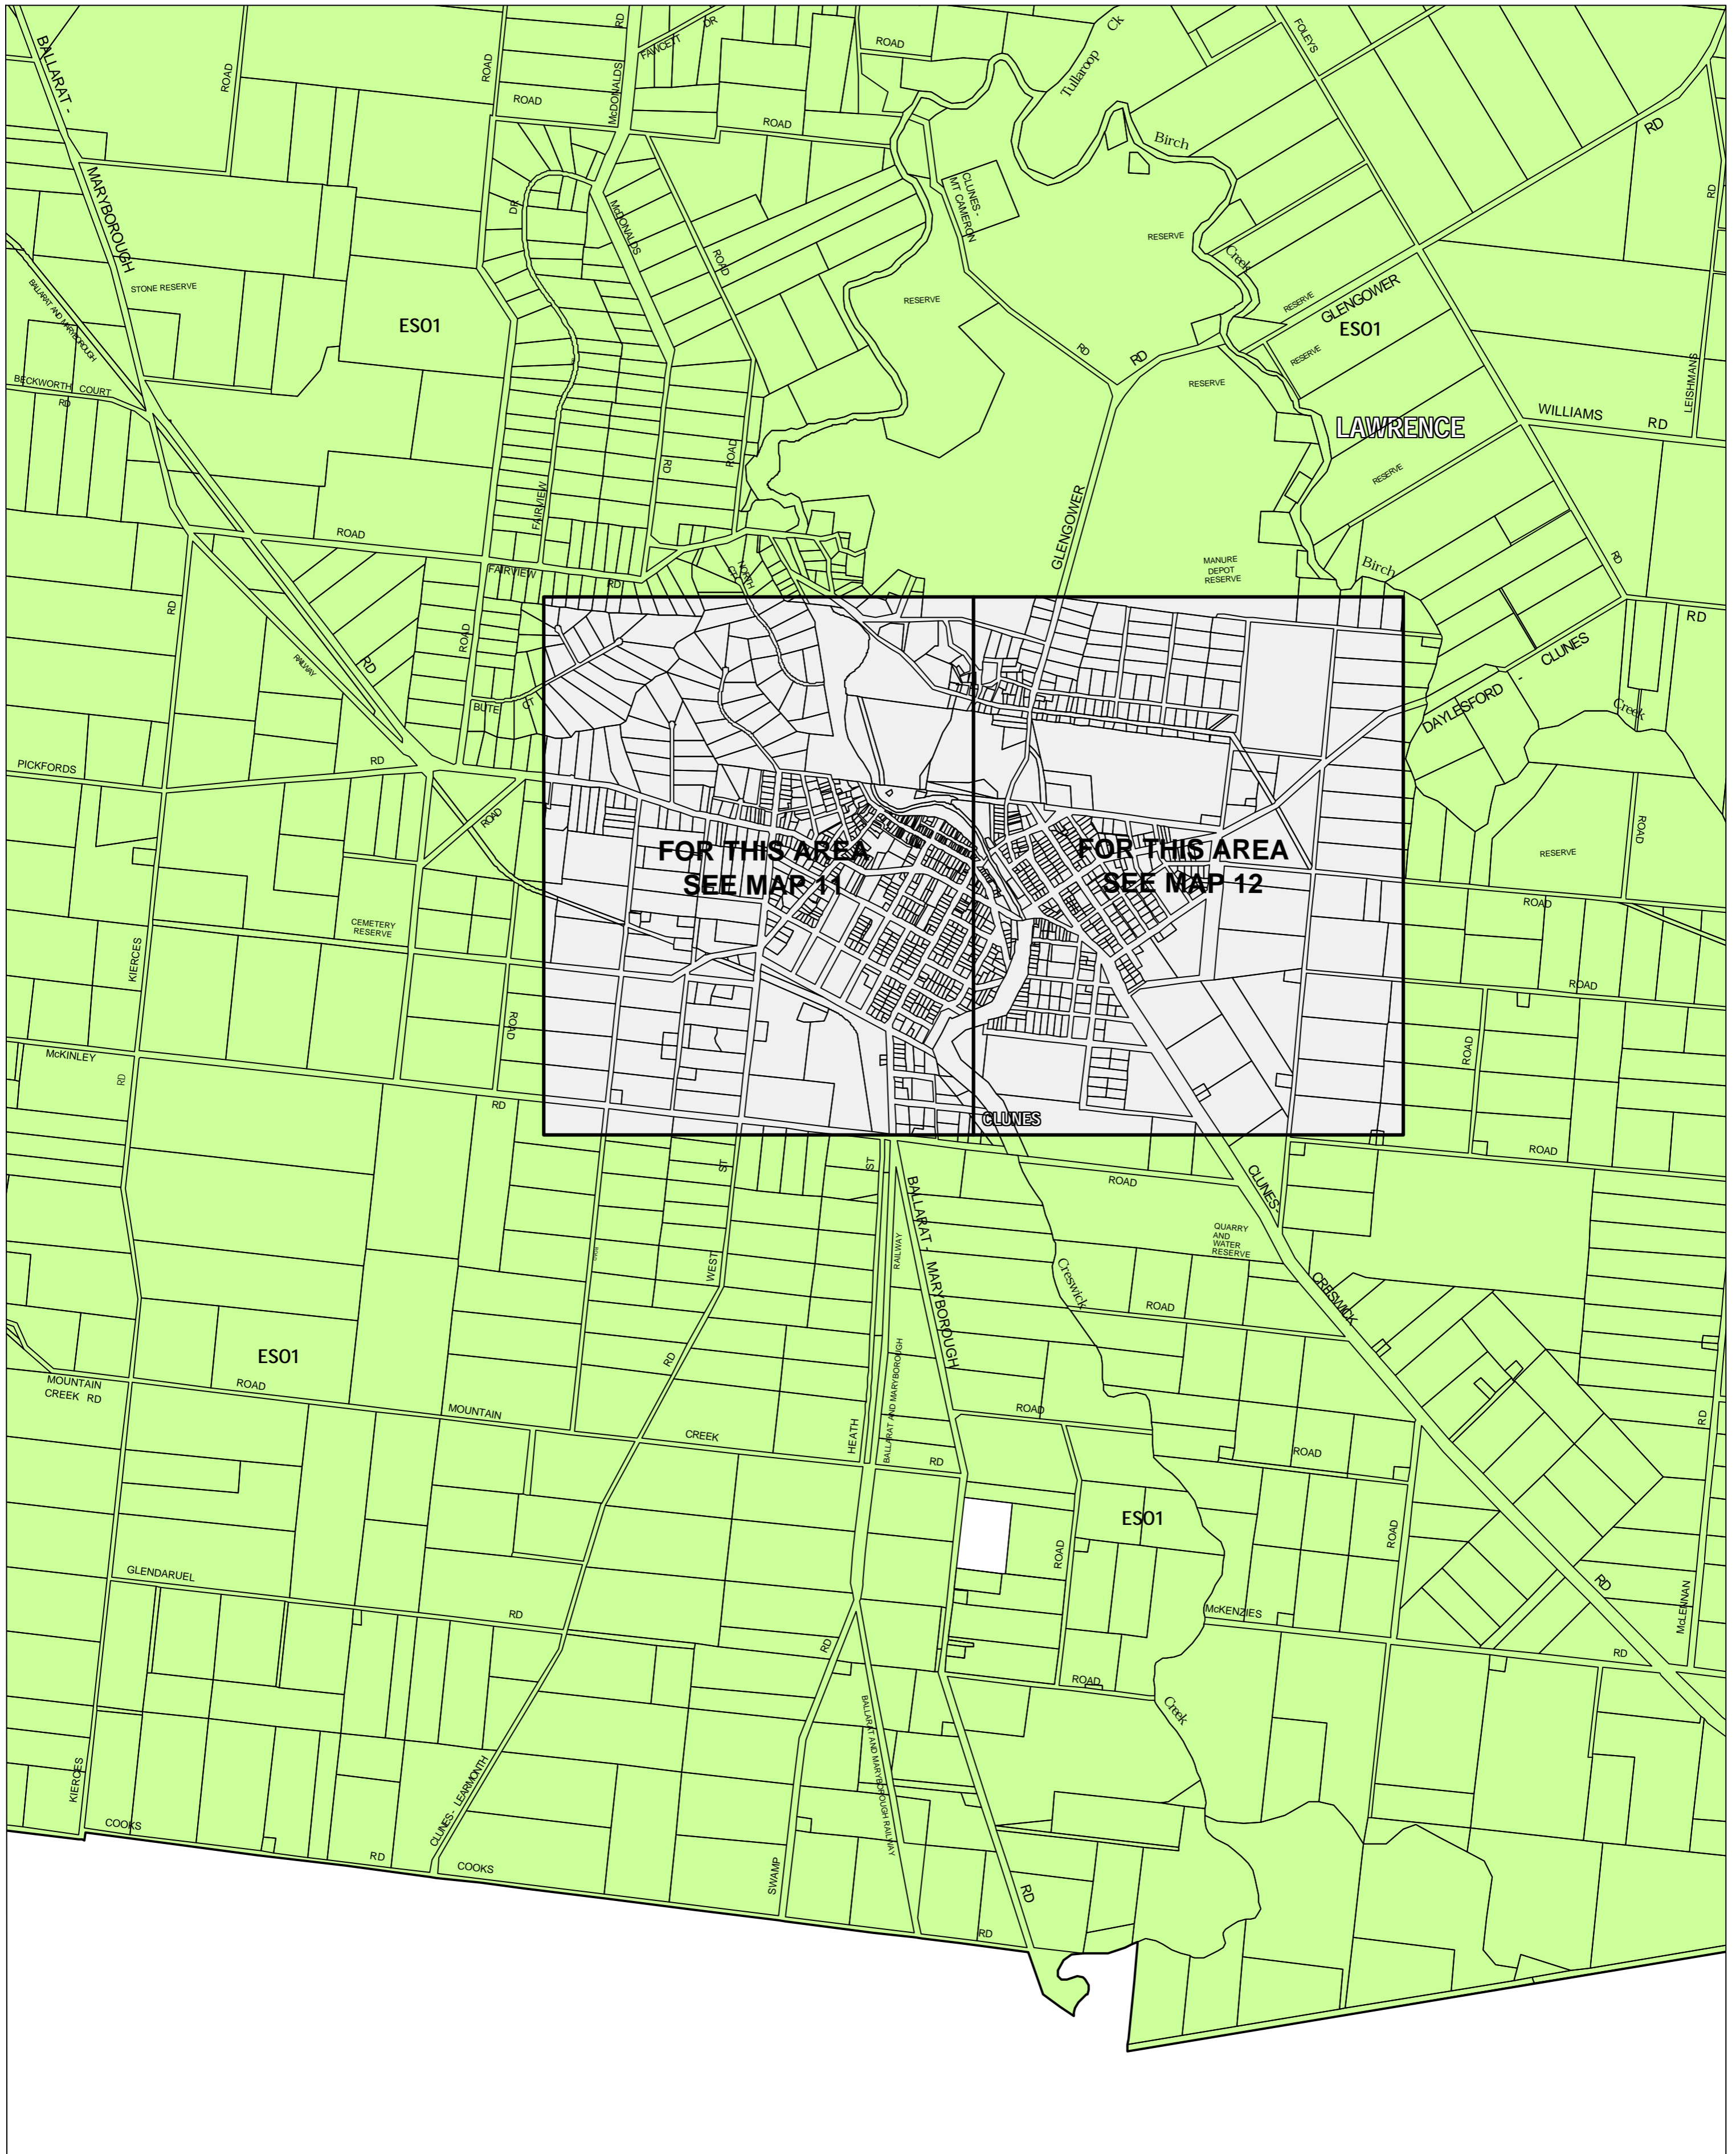 BALLARAT -
ROAD
ROAD
RD
FAWCETT
DR
ROAD
Ck
Tullaroop
FOLEYS
McDONALDS
ROAD
ROAD
Birch
RD
MARYBOROUGH
CLUNES -
MT CAMERON
DR
McDONALDS
RD
RESERVE
ROAD
Creek
STONE RESERVE
BALLARAT AND MARYBOROUGH
RESERVE
RESERVE
GLENGOWER
ES01
ES01
RD
RD
RESERVE
BECKWORTH COURT
RD
RESERVE
LEISHMANS
WILLIAMS
RD
LAWRENCE
ROAD
RD
RESERVE
FAIRVIEW
GLENGOWER
ROAD
FAIRVIEW
RD
NORTH
CT
MANURE
DEPOT
RESERVE
Birch
RD
RD
RD
ROAD
CLUNES
-
RAILWAY
RD
BUTE
CT
DAYLESFORD
Creek
PICKFORDS
RD
ROAD
ROAD
FOR THIS AREA
SEE MAP 11
FOR THIS AREA
SEE MAP 12
RESERVE
ROAD
CEMETERY
RESERVE
KIERCES
ROAD
ROAD
ROAD
McKINLEY
RD
RD
CLUNES
ROAD
ST
ST
ROAD
CLUNES-
BALLARAT - MARYBOROUGH
QUARRY
AND
WATER
RESERVE
RAILWAY
WEST
Creswick
ROAD
CRESWICK
ES01
RD
BALLARAT AND MARYBOROUGH
MOUNTAIN
CREEK RD
ROAD
MOUNTAIN
CREEK
HEATH
ROAD
RD
ROAD
RD
ES01
ROAD
ROAD
GLENDARUEL
RD
McKENZIES
RD
McLENNAN
RD
RD
ROAD
Creek
BALLARAT AND MARYBOROUGH RAILWAY
KIERCES
CLUNES - LEARMONTH
COOKS
RD
COOKS
SWAMP
RD
RD